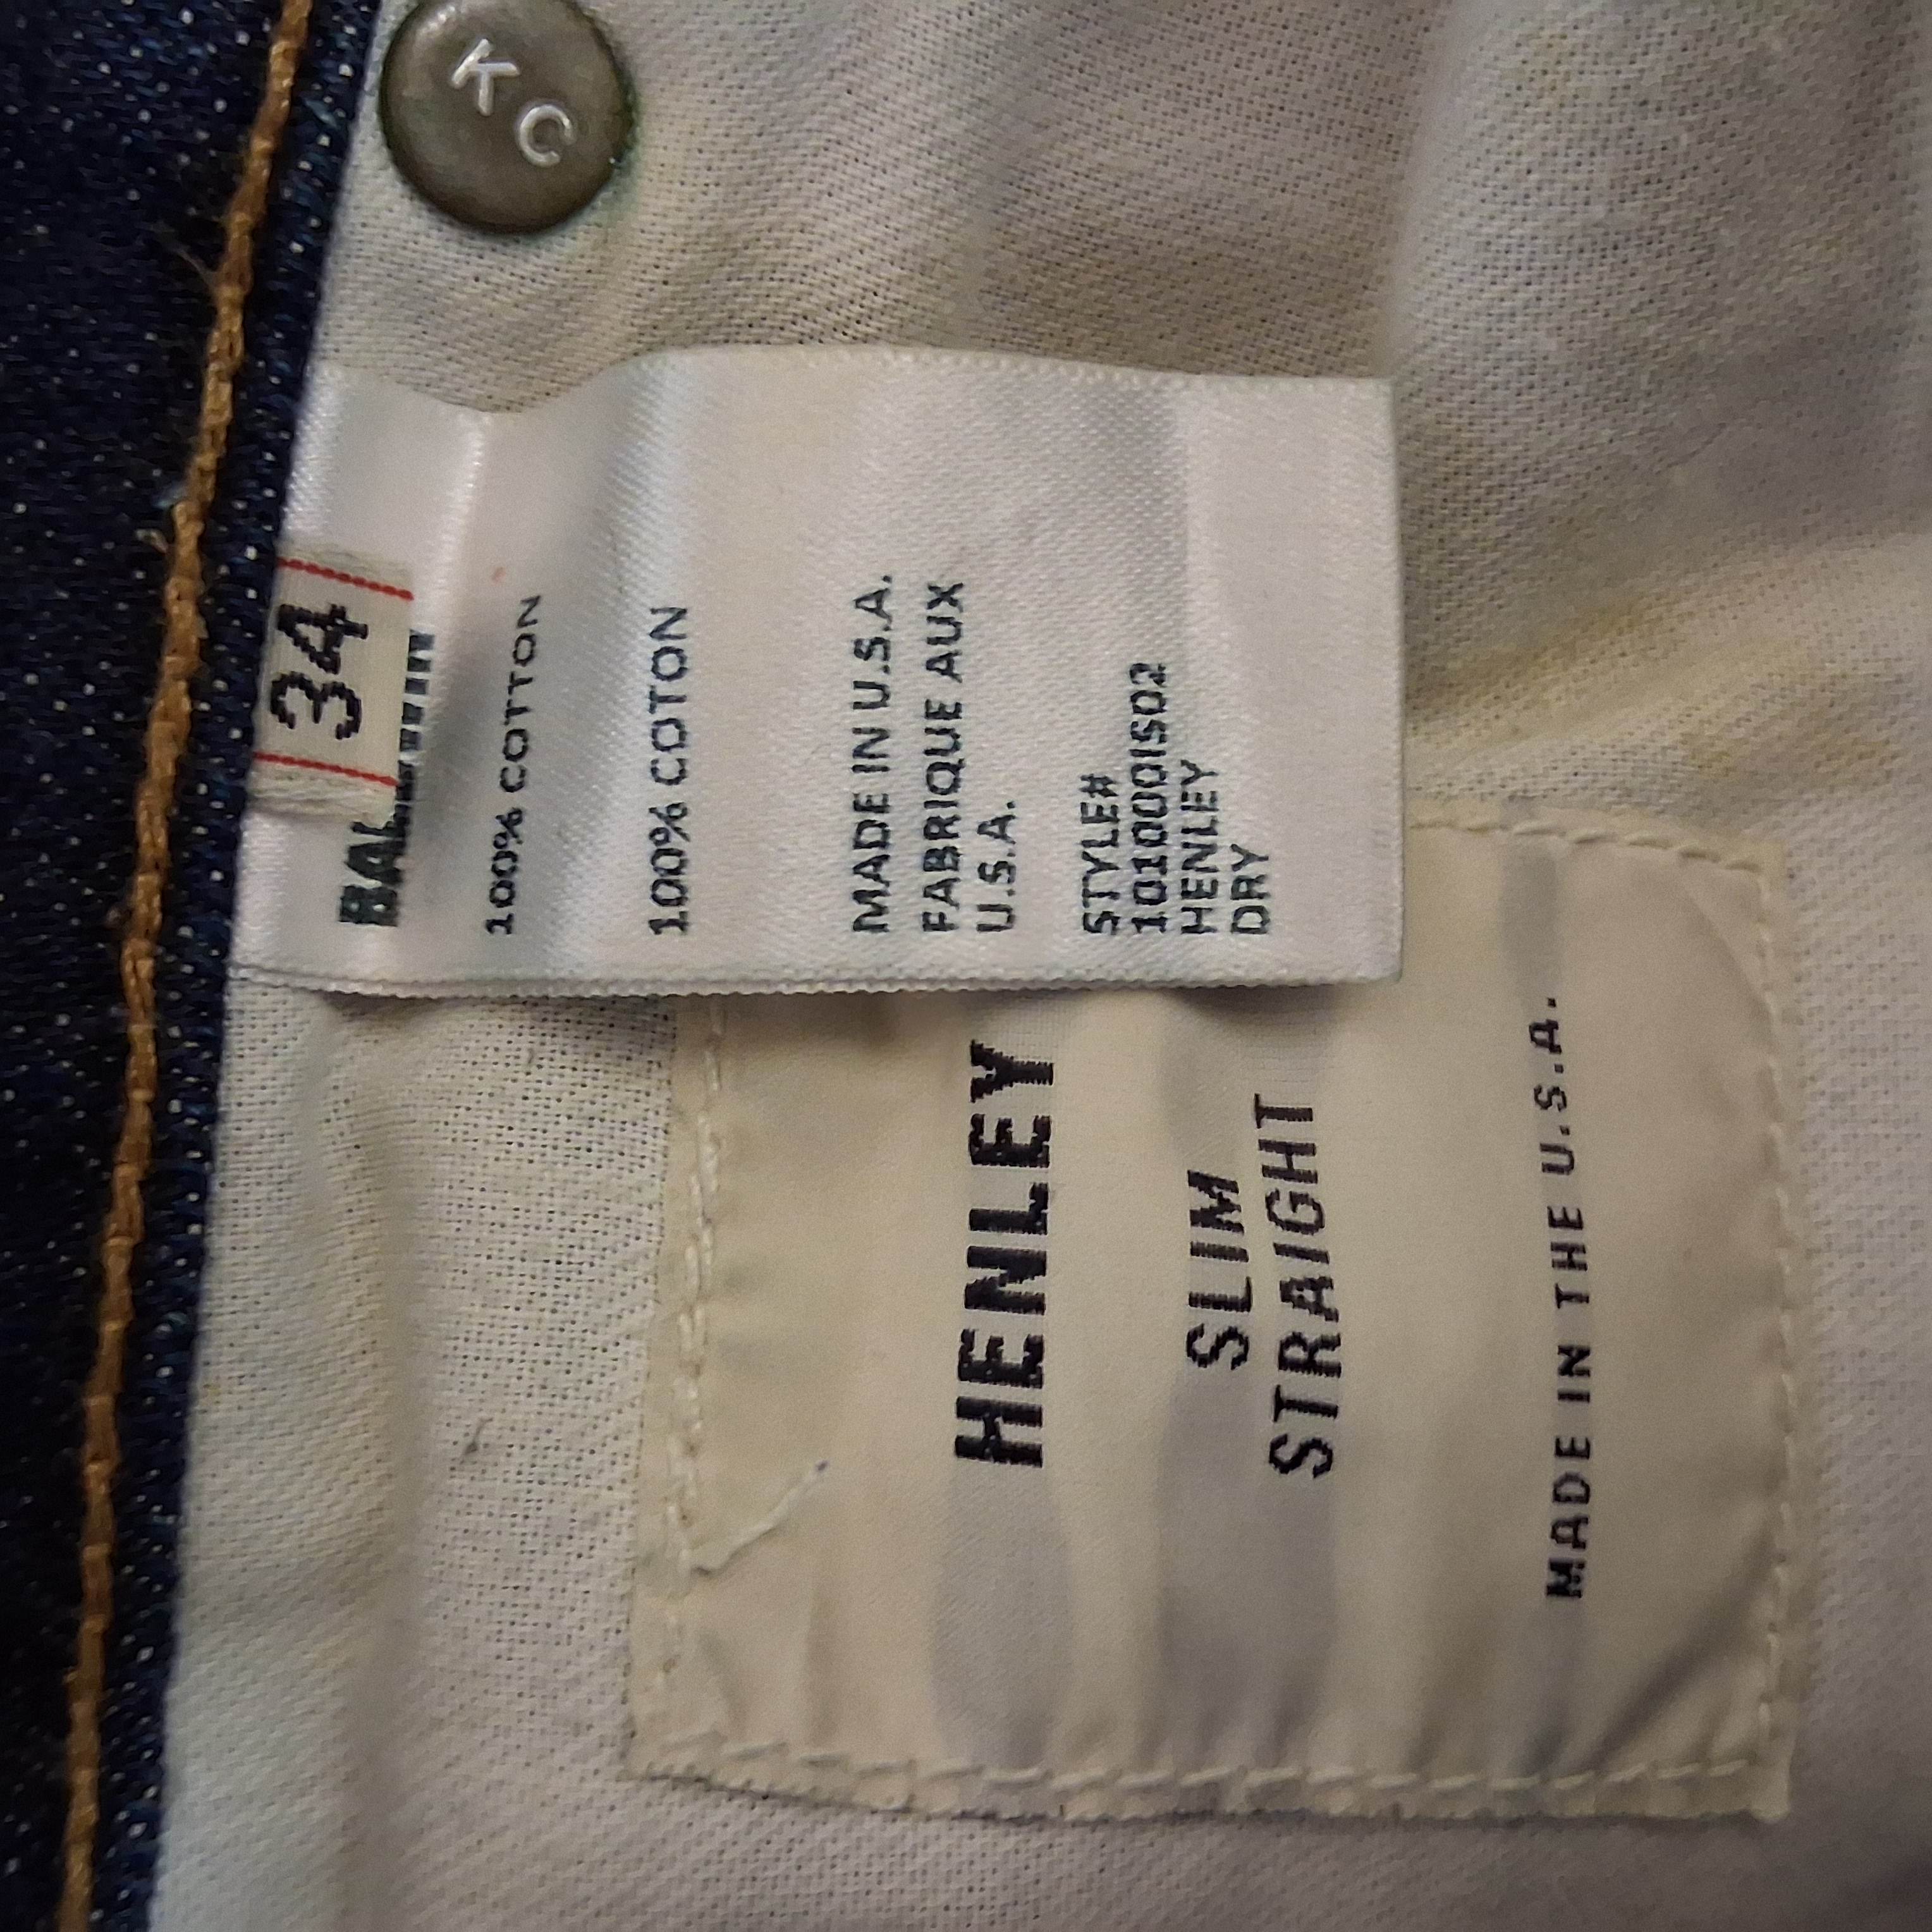 KC
34
BALDWIN
100% COTTON
100% COTON
MADE IN U.S.A.
FABRIQUE AUX
U.S.A.
STYLE#
101000IS02
HENLEY
DRY
HENLEY
SLIM
STRAIGHT
MADE IN THE U.S.A.